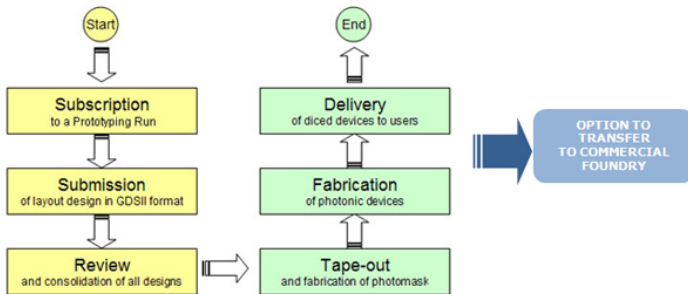 Start
Subscription
to a Prototyping Run
Submission
of layout design in GDSII format
Review
and consolidation of all designs
End
Delivery
of diced devices to users
Fabrication
of photonic devices
Tape-out
and fabrication of photomask
OPTION TO
TRANSFER
TO COMMERCIAL
FOUNDRY